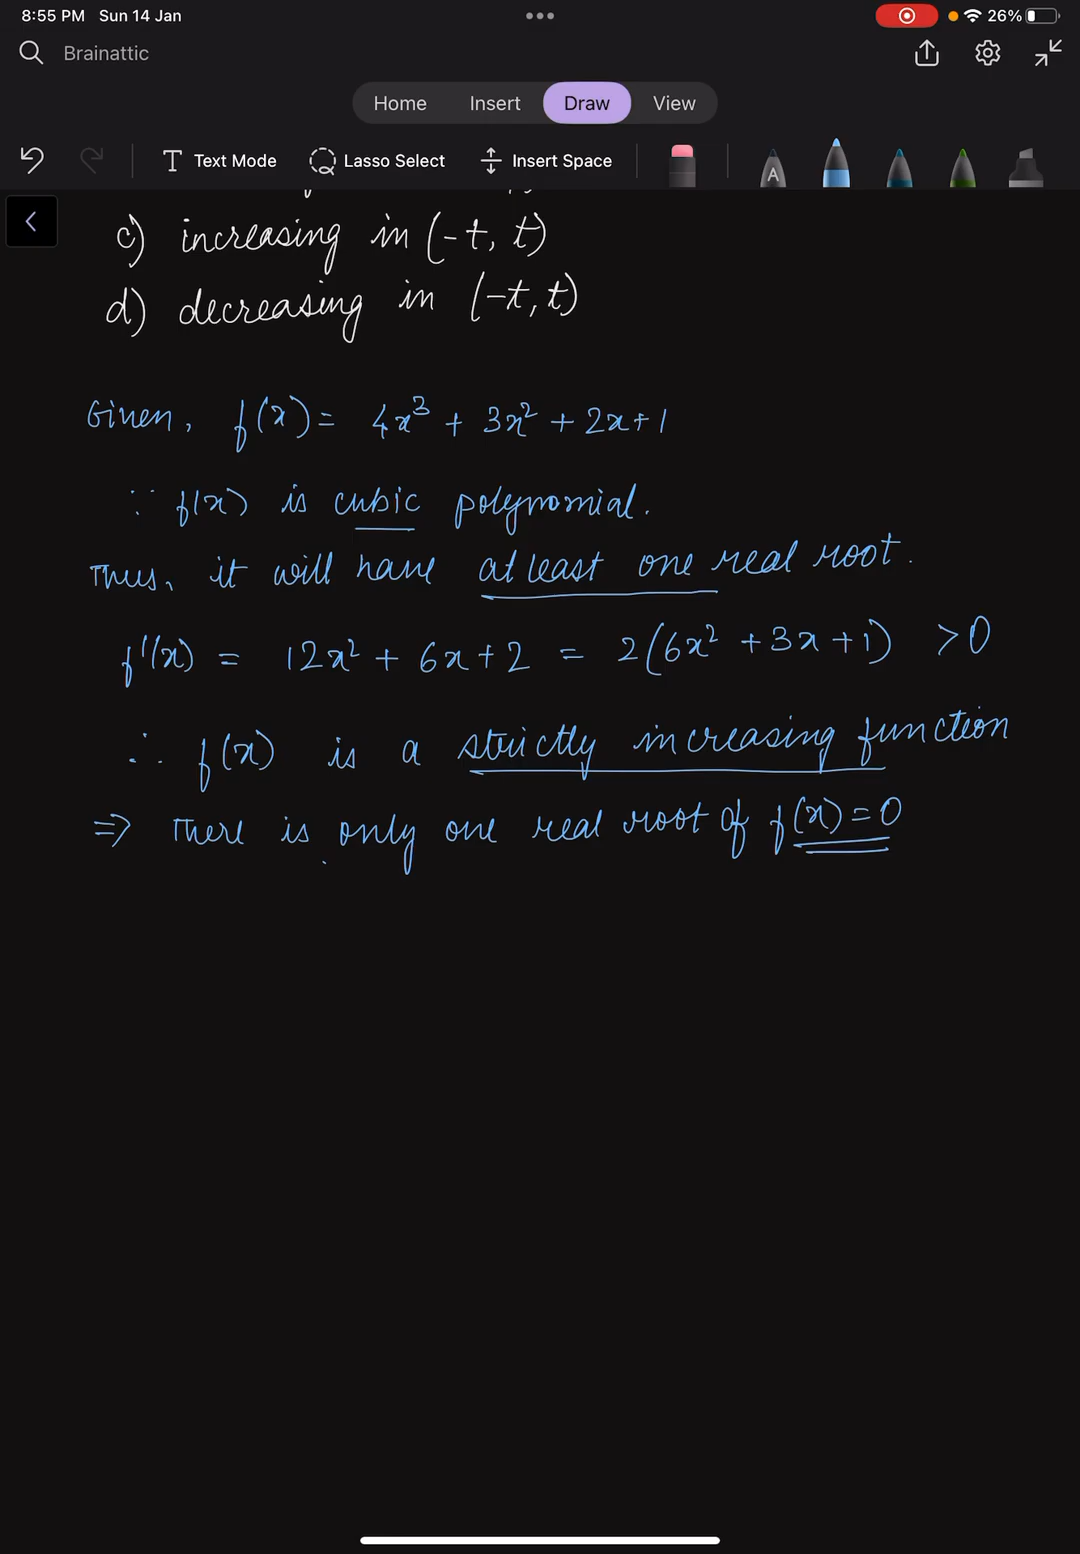 8:55 PM Sun 14 Jan
26%
Brainattic
Home Insert Draw View
Text Mode Lasso Select Insert Space
A
c) increasing in (-t, t)
d) decreasing in (-t, t)
Given, f(x) = 4x³ + 3x² + 2x + 1
∵ f(x) is cubic polynomial.
Thus, it will have at least one real root.
f'(x) = 12x² + 6x + 2 = 2(6x² + 3x + 1) > 0
∴ f(x) is a strictly increasing function
⇒ There is only one real root of f(x) = 0